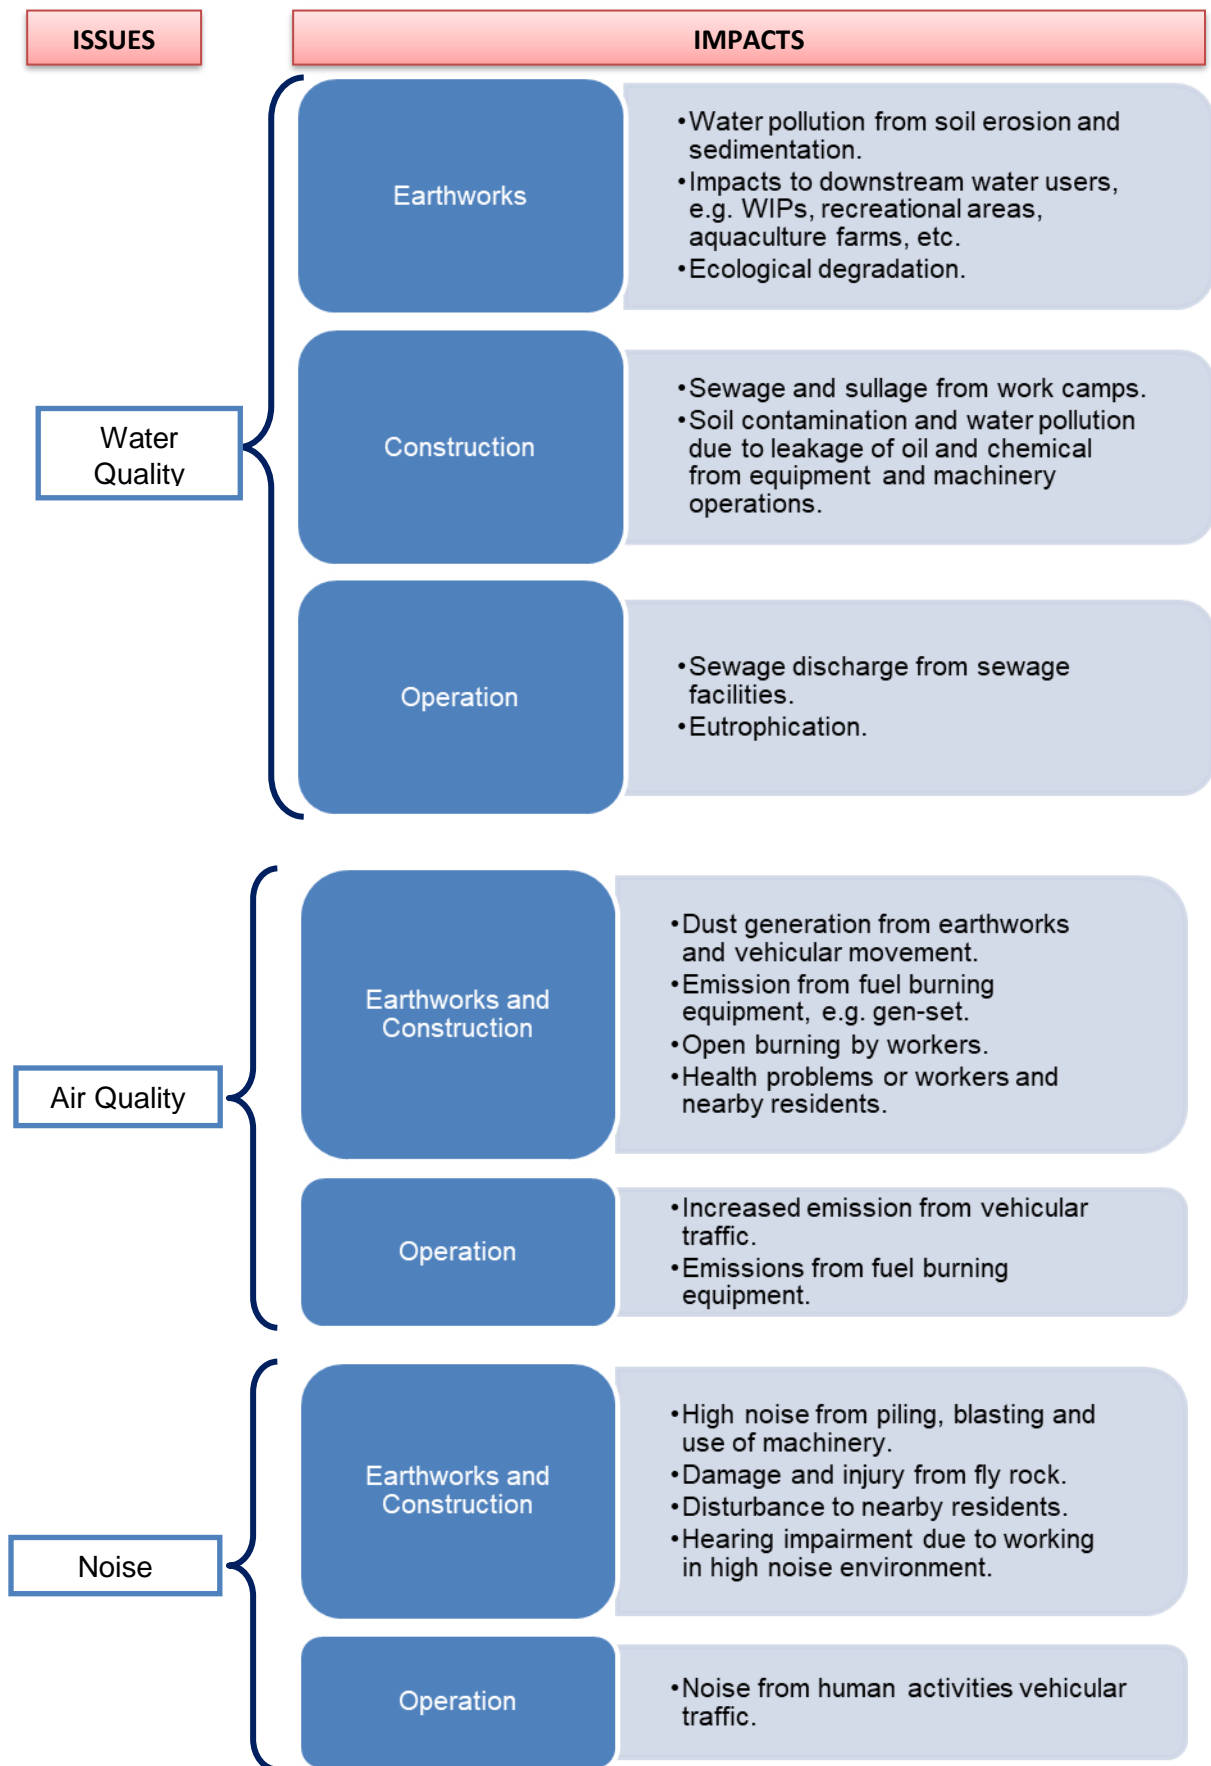 ISSUES
IMPACTS
Water
Quality
Earthworks
•Water pollution from soil erosion and
sedimentation.
•Impacts to downstream water users,
e.g. WIPs, recreational areas,
aquaculture farms, etc.
•Ecological degradation.
Construction
•Sewage and sullage from work camps.
•Soil contamination and water pollution
due to leakage of oil and chemical
from equipment and machinery
operations.
Operation
•Sewage discharge from sewage
facilities.
•Eutrophication.
Air Quality
Earthworks and
Construction
•Dust generation from earthworks
and vehicular movement.
•Emission from fuel burning
equipment, e.g. gen-set.
•Open burning by workers.
•Health problems or workers and
nearby residents.
Operation
•Increased emission from vehicular
traffic.
•Emissions from fuel burning
equipment.
Noise
Earthworks and
Construction
•High noise from piling, blasting and
use of machinery.
•Damage and injury from fly rock.
•Disturbance to nearby residents.
•Hearing impairment due to working
in high noise environment.
Operation
•Noise from human activities vehicular
traffic.